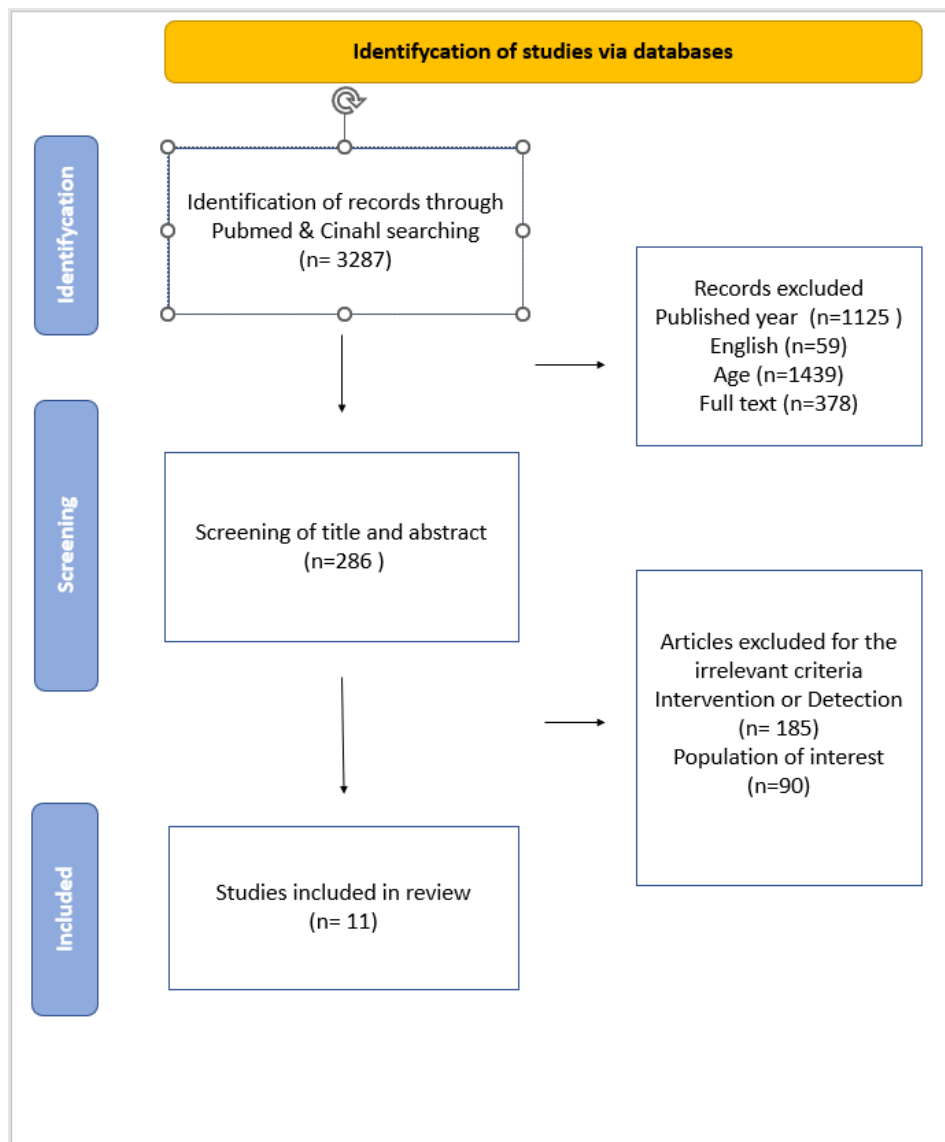 Identifycation of studies via databases
Identifycation
Identification of records through
Pubmed & Cinahl searching
(n= 3287)
Records excluded
Published year  (n=1125 )
English (n=59)
Age (n=1439)
Full text (n=378)
Screening
Screening of title and abstract
(n=286 )
Articles excluded for the
irrelevant criteria
Intervention or Detection
(n= 185)
Population of interest
(n=90)
Included
Studies included in review
(n= 11)